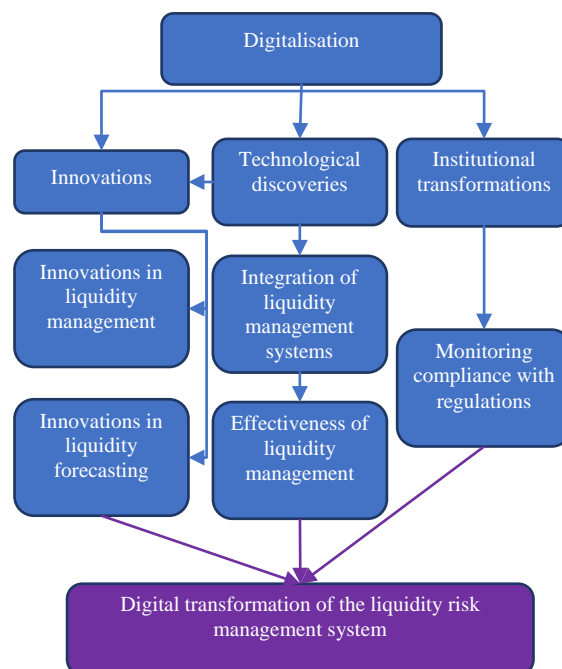 Digitalisation
Innovations
Technological
discoveries
Institutional
transformations
Innovations in
liquidity
management
Integration of
liquidity
management
systems
Monitoring
compliance with
regulations
Innovations in
liquidity
forecasting
Effectiveness of
liquidity
management
Digital transformation of the liquidity risk
management system